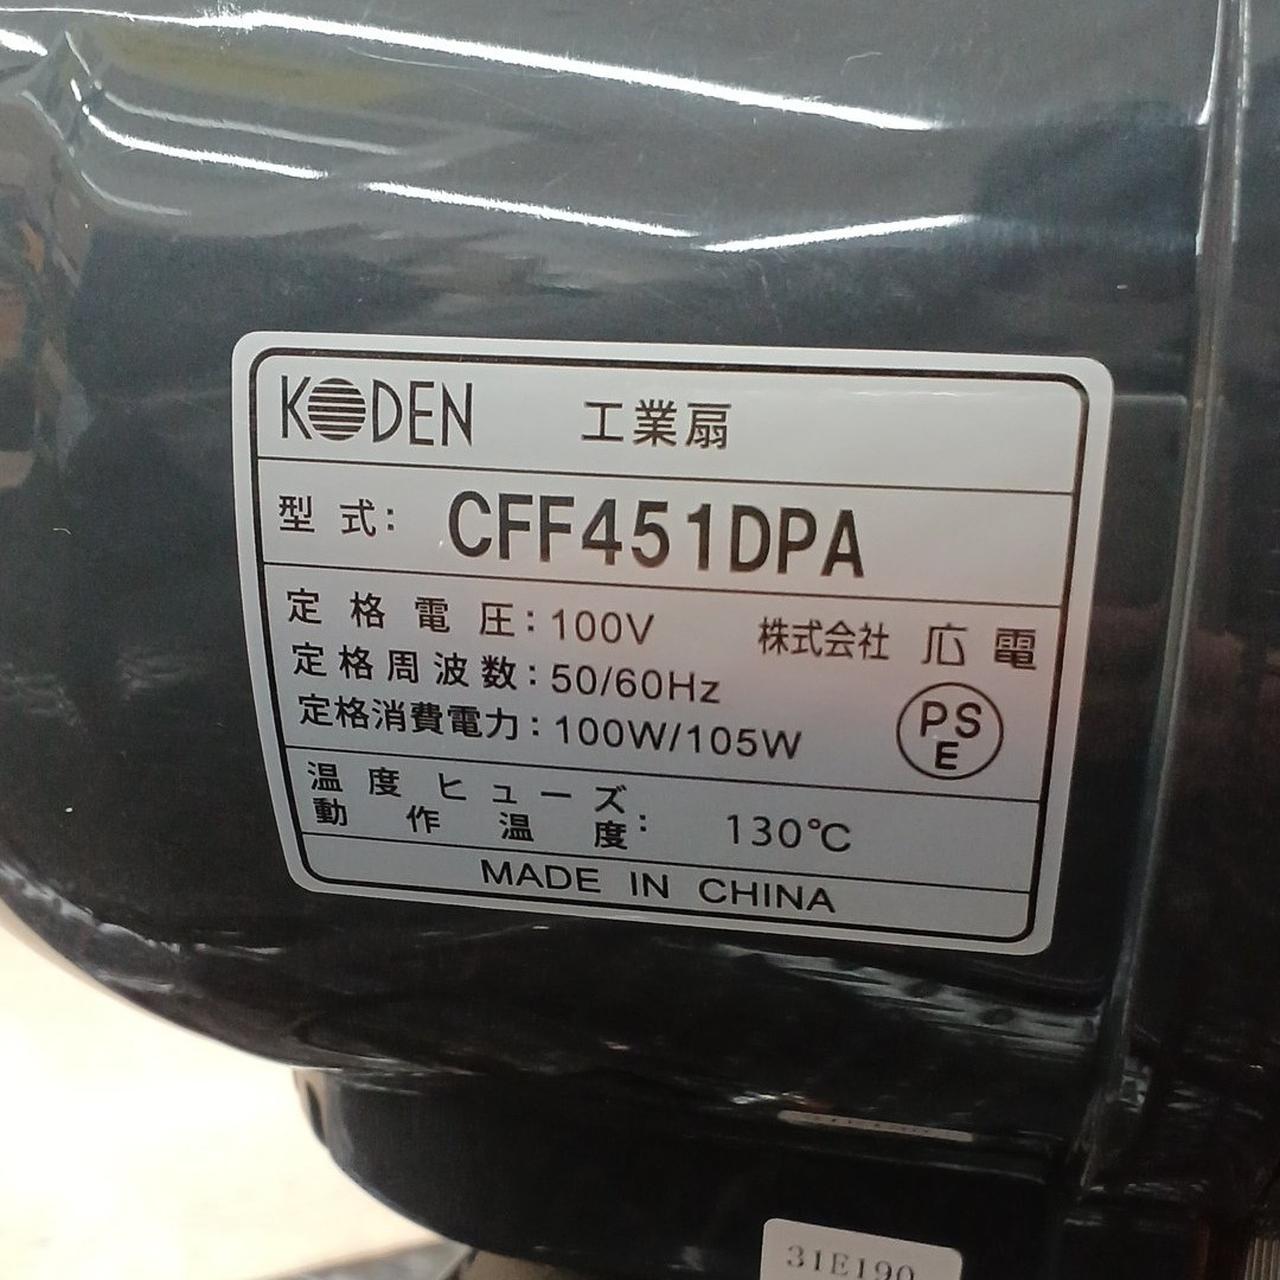 KODEN 工業扇
型式: CFF451DPA
定格電圧:100V 株式会社 広電
定格周波数:50/60Hz
定格消費電力:100W/105W
PSE
温度ヒューズ
動作温度: 130℃
MADE IN CHINA
31E190